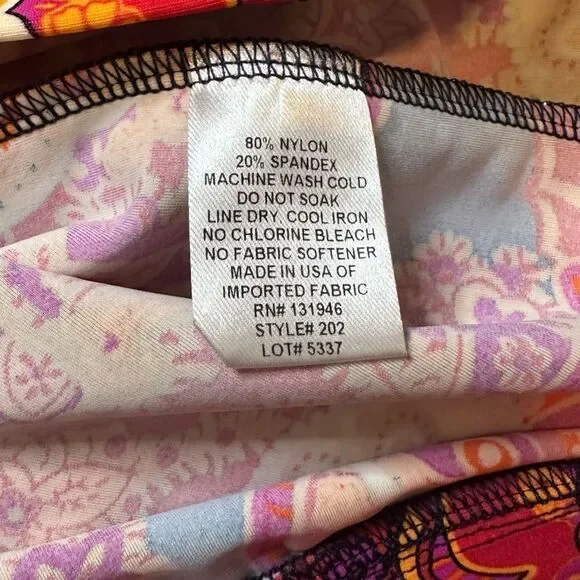 80% NYLON
20% SPANDEX
MACHINE WASH COLD
DO NOT SOAK
LINE DRY. COOL IRON
NO CHLORINE BLEACH
NO FABRIC SOFTENER
MADE IN USA OF
IMPORTED FABRIC
RN# 131946
STYLE# 202
LOT# 5337